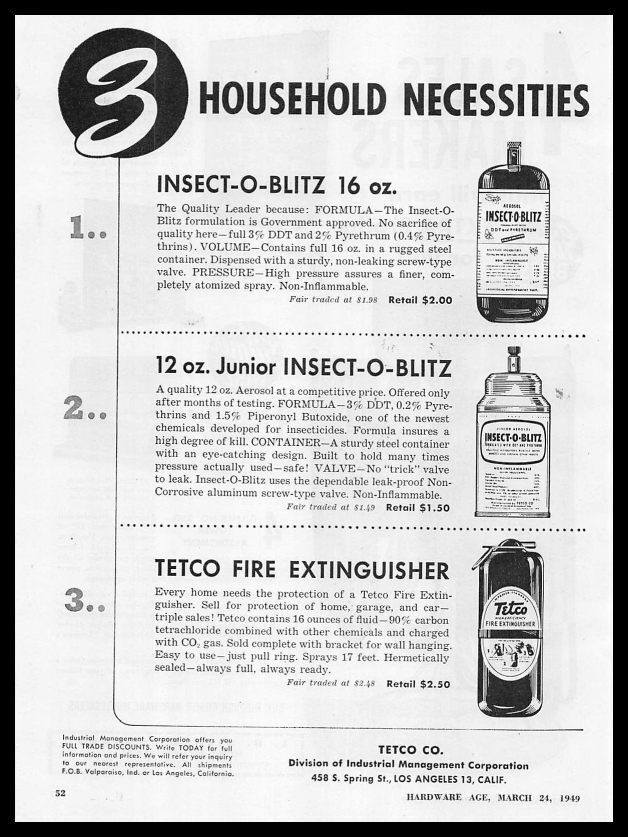 3 HOUSEHOLD NECESSITIES
INSECT-O-BLITZ 16 oz.
1..
The Quality Leader because: FORMULA—The Insect-O-
Blitz formulation is Government approved. No sacrifice of
quality here—full 3% DDT and 2% Pyrethrum (0.4% Pyre-
thrins). VOLUME—Contains full 16 oz. in a rugged steel
container. Dispensed with a sturdy, non-leaking screw-type
valve. PRESSURE—High pressure assures a finer, com-
pletely atomized spray. Non-Inflammable.
Fair traded at $1.98 Retail $2.00
AEROSOL
INSECT-O-BLITZ
DDT and PYRETHRUM
NON-INFLAMMABLE
12 oz. Junior INSECT-O-BLITZ
2..
A quality 12 oz. Aerosol at a competitive price. Offered only
after months of testing. FORMULA—3% DDT, 0.2% Pyre-
thrins and 1.5% Piperonyl Butoxide, one of the newest
chemicals developed for insecticides. Formula insures a
high degree of kill. CONTAINER—A sturdy steel container
with an eye-catching design. Built to hold many times
pressure actually used—safe! VALVE—No "trick" valve
to leak. Insect-O-Blitz uses the dependable leak-proof Non-
Corrosive aluminum screw-type valve. Non-Inflammable.
Fair traded at $1.49 Retail $1.50
JUNIOR AEROSOL
INSECT-O-BLITZ
NON-INFLAMMABLE
TETCO FIRE EXTINGUISHER
3..
Every home needs the protection of a Tetco Fire Extin-
guisher. Sell for protection of home, garage, and car—
triple sales! Tetco contains 16 ounces of fluid—90% carbon
tetrachloride combined with other chemicals and charged
with CO₂ gas. Sold complete with bracket for wall hanging.
Easy to use—just pull ring. Sprays 17 feet. Hermetically
sealed—always full, always ready.
Fair traded at $2.48 Retail $2.50
Tetco
HIGH EFFICIENCY
FIRE EXTINGUISHER
Industrial Management Corporation offers you
FULL TRADE DISCOUNTS. Write TODAY for full
information and prices. We will refer your inquiry
to our nearest representative. All shipments
F.O.B. Valparaiso, Ind. or Los Angeles, California.
TETCO CO.
Division of Industrial Management Corporation
458 S. Spring St., LOS ANGELES 13, CALIF.
52
HARDWARE AGE, MARCH 24, 1949